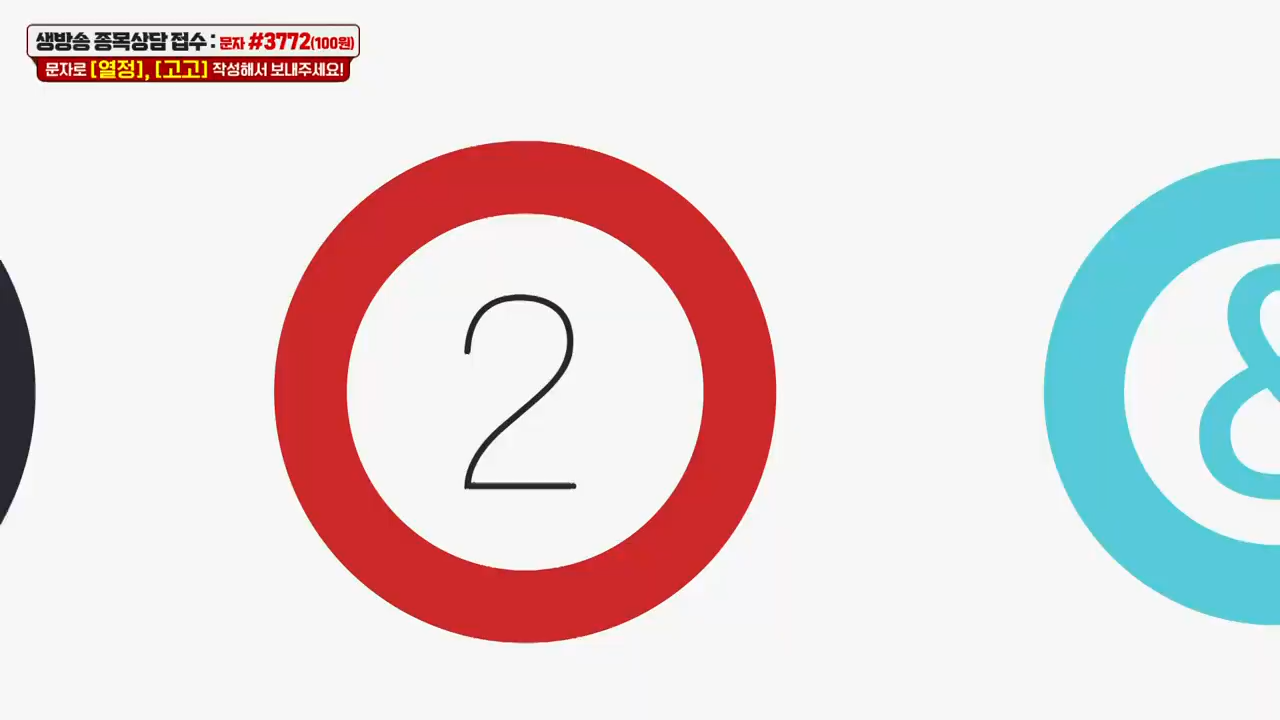 생방송 종목상담 접수 : 문자 #3772(100원)
문자로 [열정], [고고] 작성해서 보내주세요!
2
&